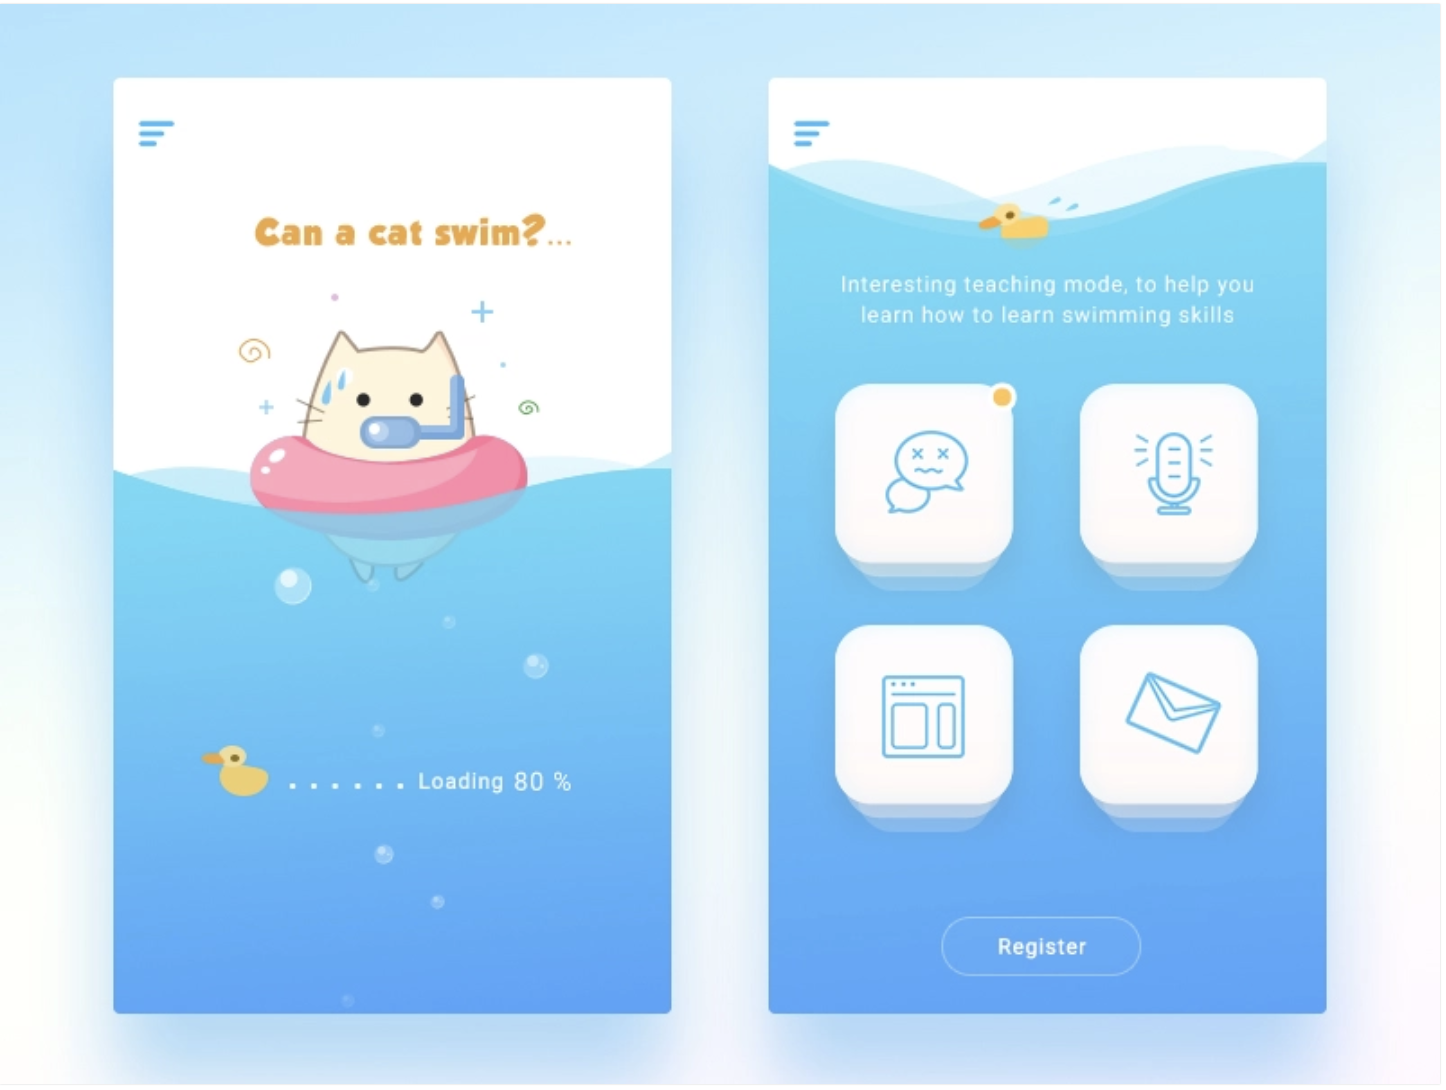 Can a cat swim?...
...... Loading 80 %
Interesting teaching mode, to help you
learn how to learn swimming skills
Register